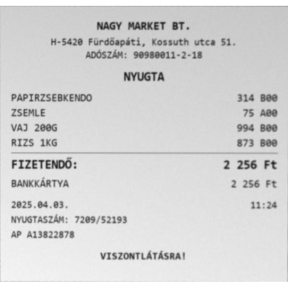 NAGY MARKET BT.
H-5420 Fürdőapáti, Kossuth utca 51.
ADÓSZÁM: 90980011-2-18
NYUGTA
PAPIRZSEBKENDO 314 B00
ZSEMLE 75 A00
VAJ 200G 994 B00
RIZS 1KG 873 B00
FIZETENDŐ: 2 256 Ft
BANKKÁRTYA 2 256 Ft
2025.04.03. 11:24
NYUGTASZÁM: 7209/52193
AP A13822878
VISZONTLÁTÁSRA!